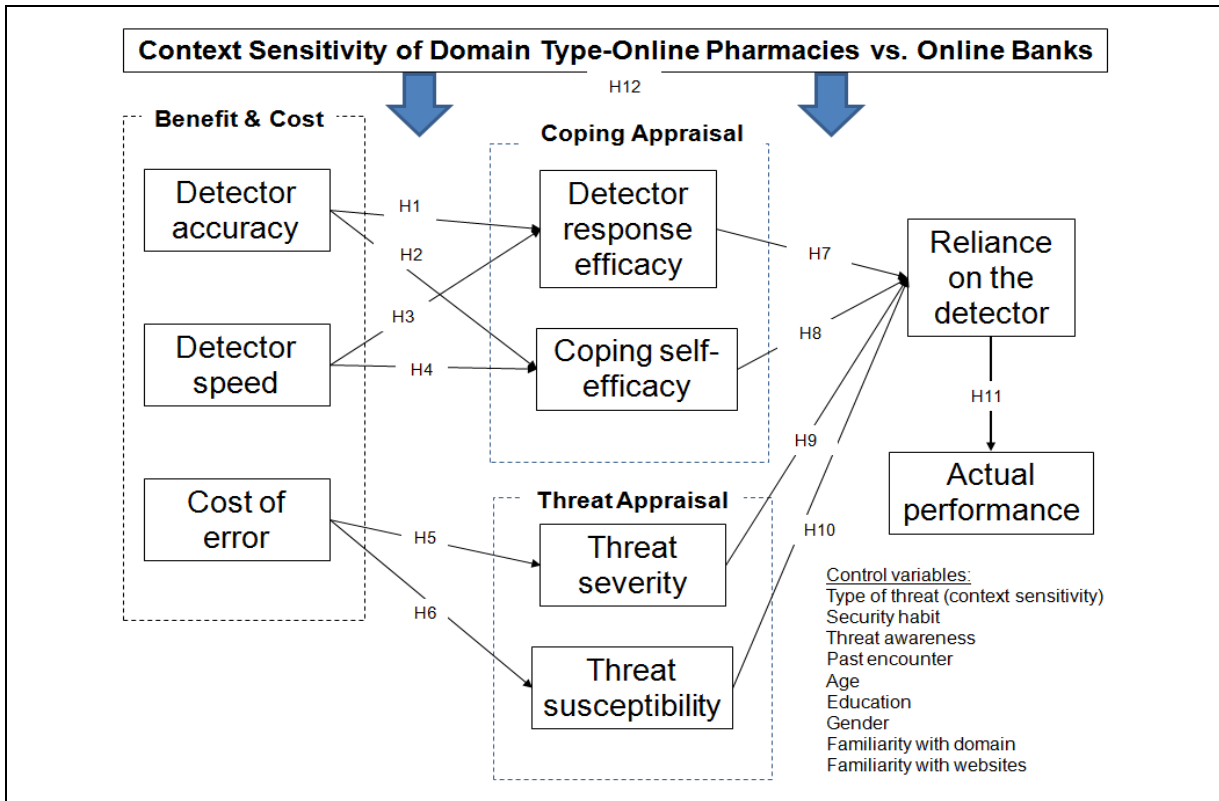 Context Sensitivity of Domain Type-Online Pharmacies vs. Online Banks
H12
Benefit & Cost
Detector
accuracy
Detector
speed
Cost of
error
H1
H2
H3
H4
H5
H6
Coping Appraisal
Detector
response
efficacy
Coping self-
efficacy
Threat Appraisal
Threat
severity
Threat
susceptibility
H7
H8
H9
H10
Reliance
on the
detector
H11
Actual
performance
Control variables:
Type of threat (context sensitivity)
Security habit
Threat awareness
Past encounter
Age
Education
Gender
Familiarity with domain
Familiarity with websites